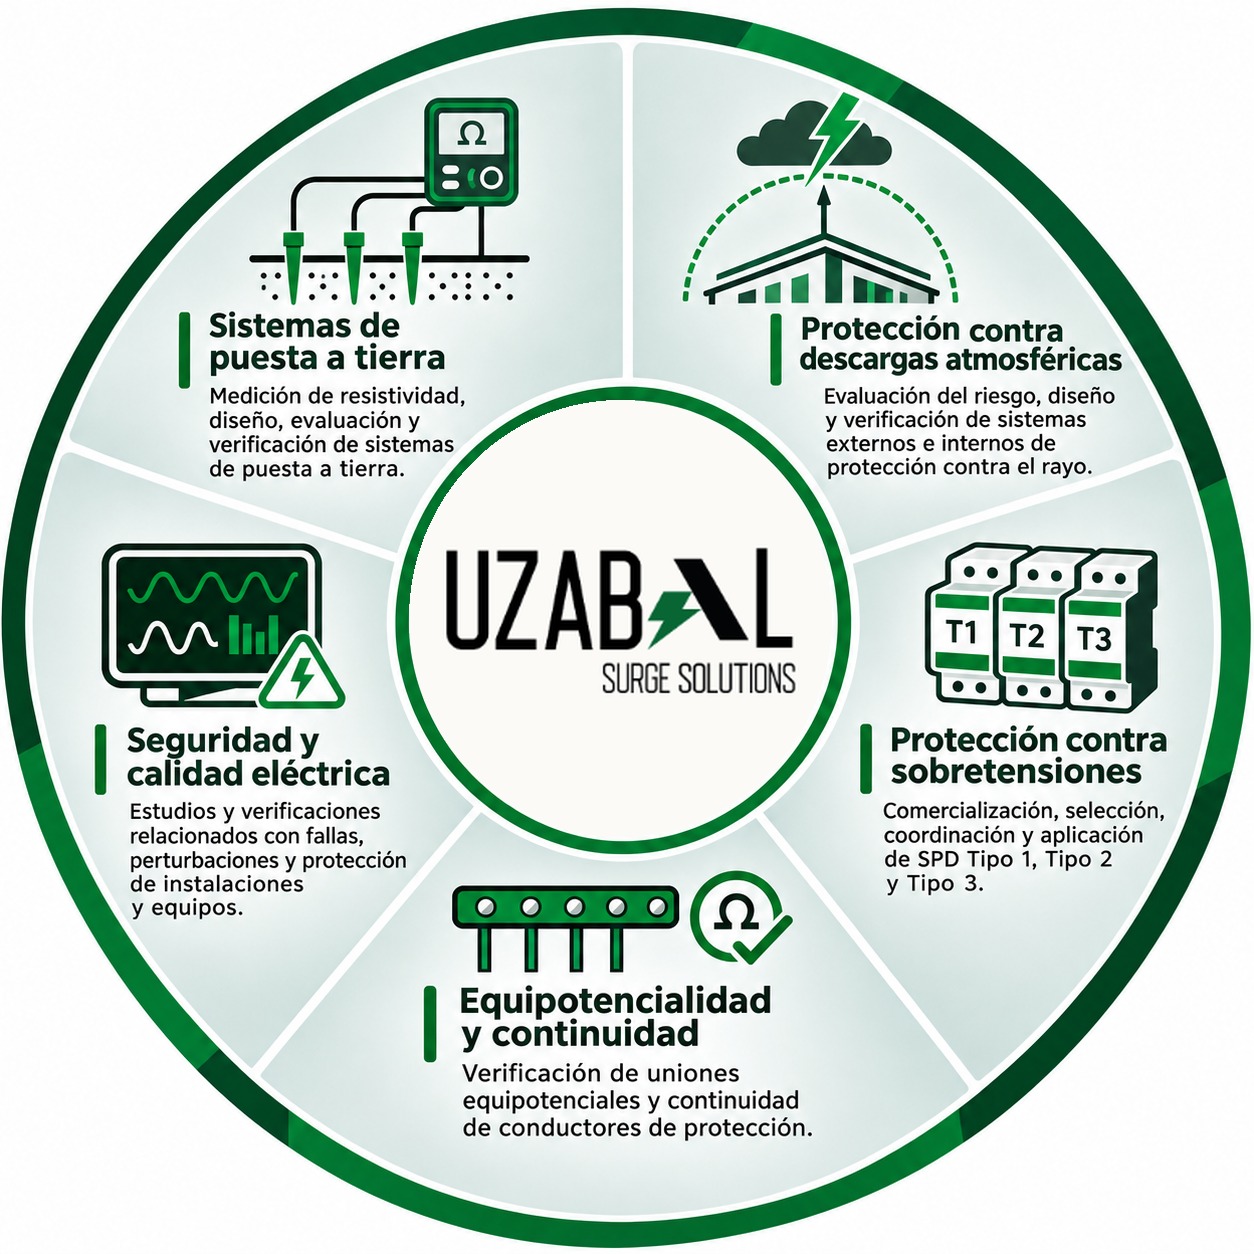 Ω
Sistemas de
puesta a tierra
Medición de resistividad,
diseño, evaluación y
verificación de sistemas
de puesta a tierra.
Protección contra
descargas atmosféricas
Evaluación del riesgo, diseño
y verificación de sistemas
externos e internos de
protección contra el rayo.
UZABAL
SURGE SOLUTIONS
Seguridad y
calidad eléctrica
Estudios y verificaciones
relacionados con fallas,
perturbaciones y protección
de instalaciones
y equipos.
T1 T2 T3
Protección contra
sobretensiones
Comercialización, selección,
coordinación y aplicación
de SPD Tipo 1, Tipo 2
y Tipo 3.
Ω
Equipotencialidad
y continuidad
Verificación de uniones
equipotenciales y continuidad
de conductores de protección.